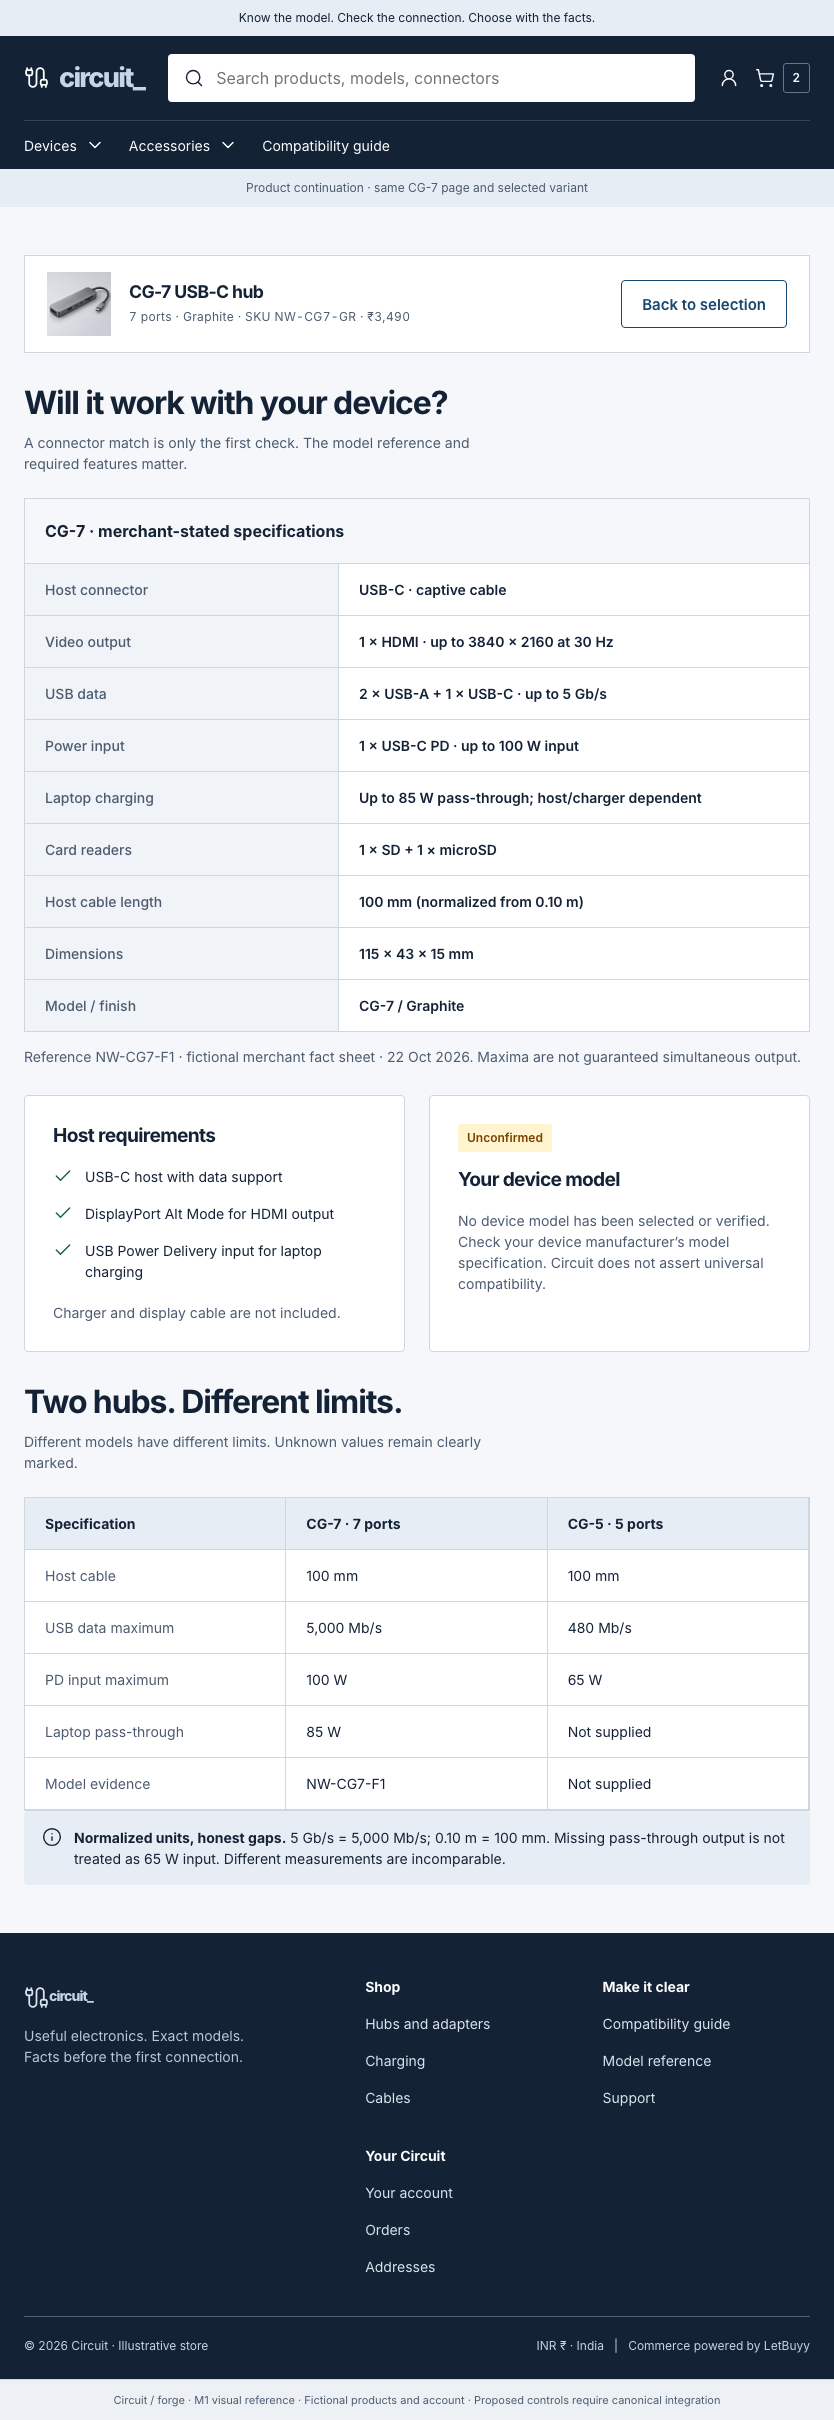 Know the model. Check the connection. Choose with the facts.
circuit_
Search products, models, connectors
2
Devices
Accessories
Compatibility guide
Product continuation · same CG-7 page and selected variant
CG-7 USB-C hub
7 ports · Graphite · SKU NW-CG7-GR · ₹3,490
Back to selection
Will it work with your device?
A connector match is only the first check. The model reference and
required features matter.
CG-7 · merchant-stated specifications
Host connector
USB-C · captive cable
Video output
1 × HDMI · up to 3840 × 2160 at 30 Hz
USB data
2 × USB-A + 1 × USB-C · up to 5 Gb/s
Power input
1 × USB-C PD · up to 100 W input
Laptop charging
Up to 85 W pass-through; host/charger dependent
Card readers
1 × SD + 1 × microSD
Host cable length
100 mm (normalized from 0.10 m)
Dimensions
115 × 43 × 15 mm
Model / finish
CG-7 / Graphite
Reference NW-CG7-F1 · fictional merchant fact sheet · 22 Oct 2026. Maxima are not guaranteed simultaneous output.
Host requirements
USB-C host with data support
DisplayPort Alt Mode for HDMI output
USB Power Delivery input for laptop
charging
Charger and display cable are not included.
Unconfirmed
Your device model
No device model has been selected or verified.
Check your device manufacturer’s model
specification. Circuit does not assert universal
compatibility.
Two hubs. Different limits.
Different models have different limits. Unknown values remain clearly
marked.
Specification
CG-7 · 7 ports
CG-5 · 5 ports
Host cable
100 mm
100 mm
USB data maximum
5,000 Mb/s
480 Mb/s
PD input maximum
100 W
65 W
Laptop pass-through
85 W
Not supplied
Model evidence
NW-CG7-F1
Not supplied
Normalized units, honest gaps. 5 Gb/s = 5,000 Mb/s; 0.10 m = 100 mm. Missing pass-through output is not
treated as 65 W input. Different measurements are incomparable.
circuit_
Useful electronics. Exact models.
Facts before the first connection.
Shop
Hubs and adapters
Charging
Cables
Make it clear
Compatibility guide
Model reference
Support
Your Circuit
Your account
Orders
Addresses
© 2026 Circuit · Illustrative store
INR ₹ · India | Commerce powered by LetBuyy
Circuit / forge · M1 visual reference · Fictional products and account · Proposed controls require canonical integration